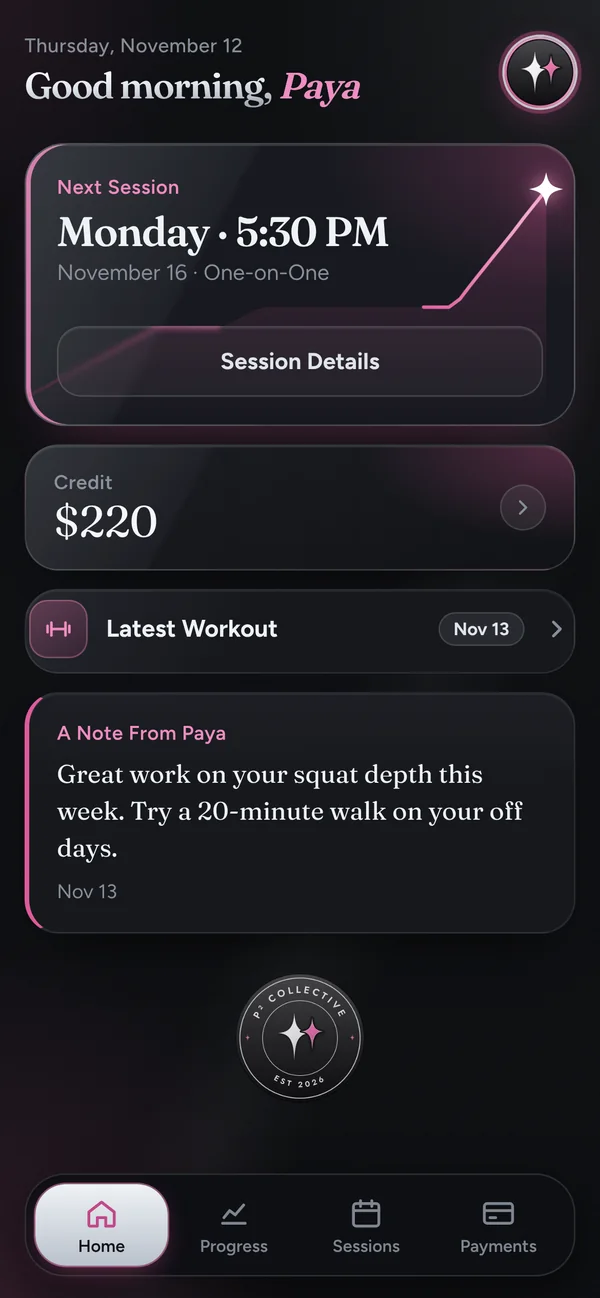 Thursday, November 12
Good morning, Paya
Next Session
Monday · 5:30 PM
November 16 · One-on-One
Session Details
Credit
$220
Latest Workout
Nov 13
A Note From Paya
Great work on your squat depth this
week. Try a 20-minute walk on your off
days.
Nov 13
P² COLLECTIVE
EST 2026
Home
Progress
Sessions
Payments